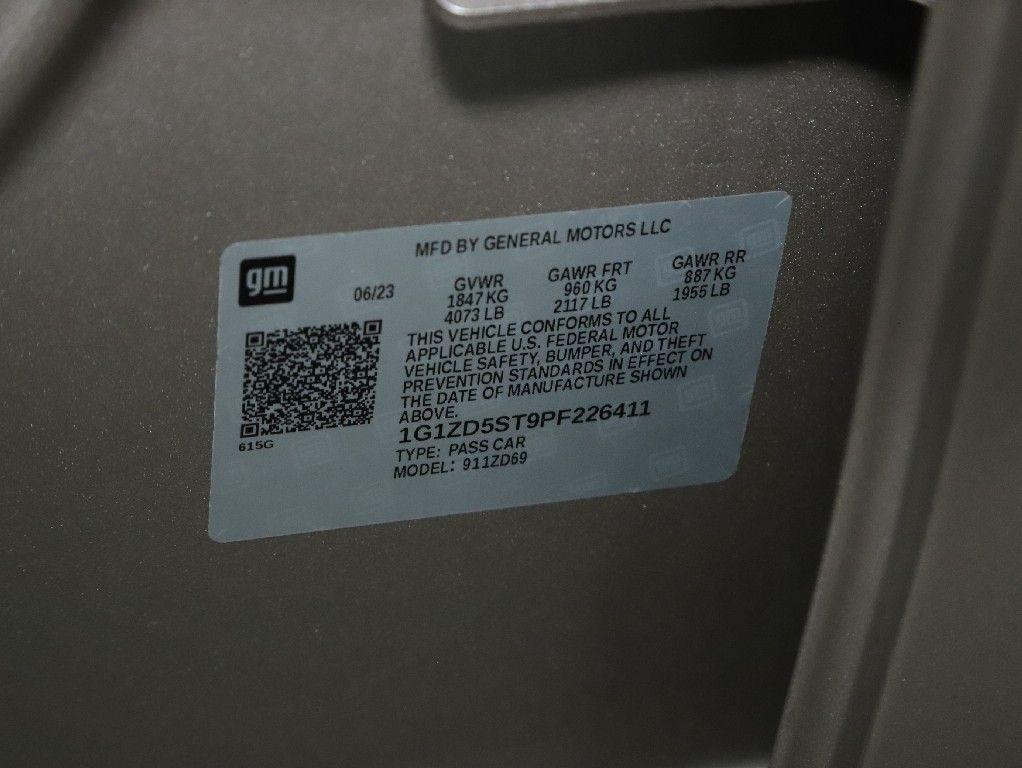 MFD BY GENERAL MOTORS LLC
gm
06/23
GVWR
1847 KG
4073 LB
GAWR FRT
960 KG
2117 LB
GAWR RR
887 KG
1955 LB
THIS VEHICLE CONFORMS TO ALL
APPLICABLE U.S. FEDERAL MOTOR
VEHICLE SAFETY, BUMPER, AND THEFT
PREVENTION STANDARDS IN EFFECT ON
THE DATE OF MANUFACTURE SHOWN
ABOVE.
1G1ZD5ST9PF226411
TYPE: PASS CAR
MODEL: 911ZD69
615G